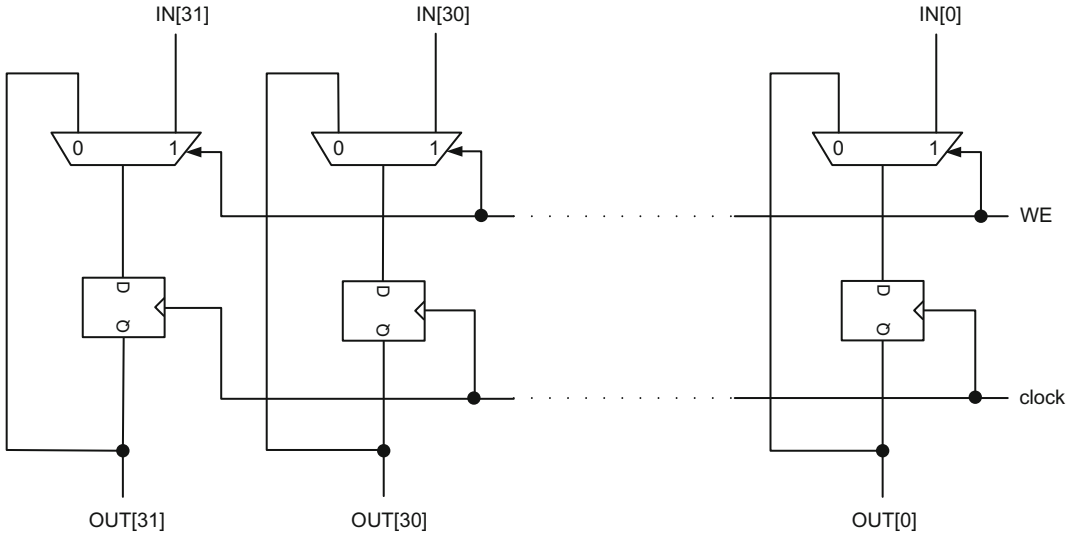 IN[31] IN[30] IN[0]
0 1 0 1 0 1
WE
D D D
Q Q Q
clock
OUT[31] OUT[30] OUT[0]